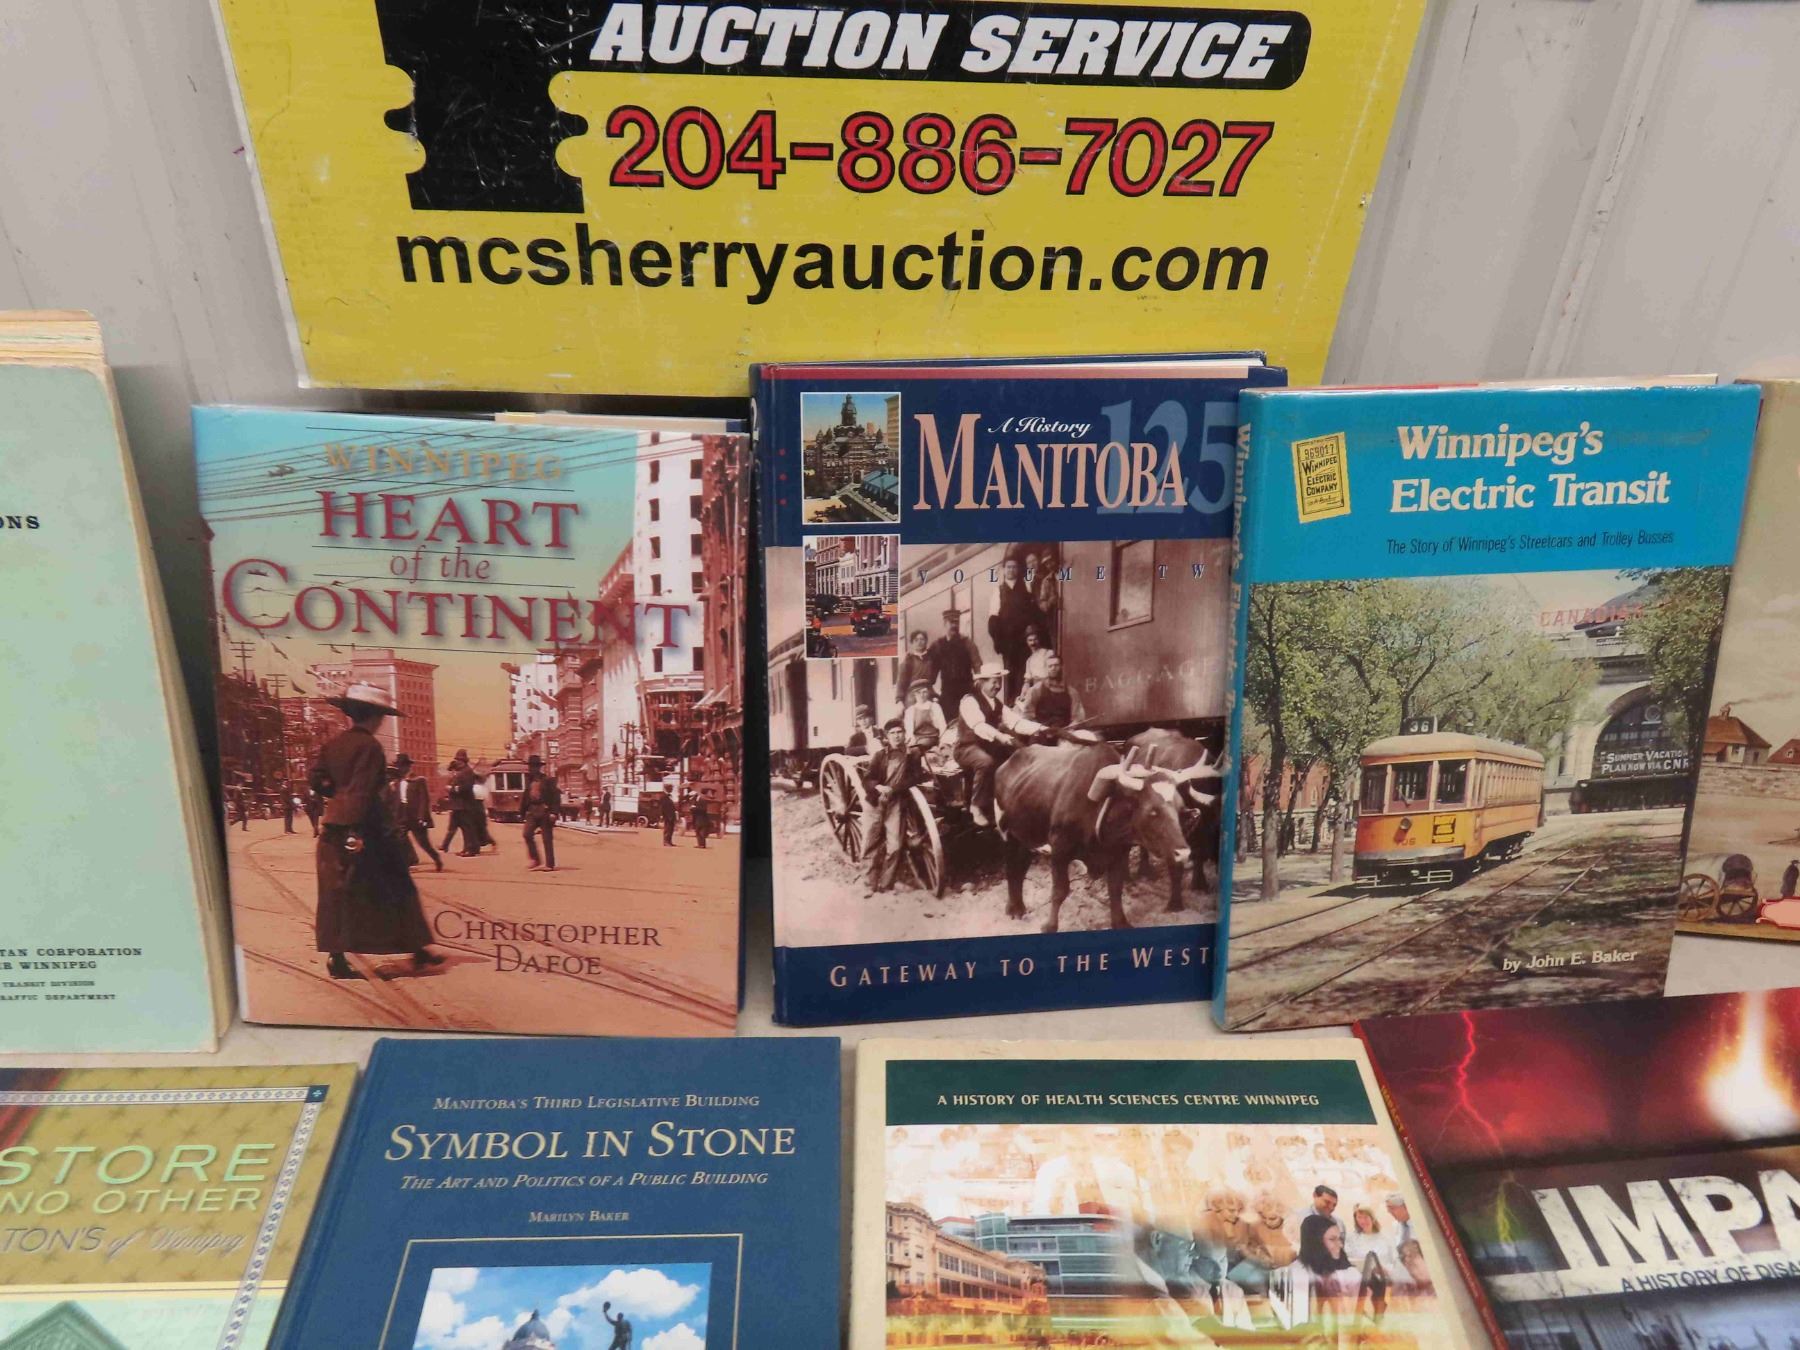 AUCTION SERVICE
204-886-7027
mcsherryauction.com
ONS
TAN CORPORATION
R WINNIPEG
TRANSIT DIVISION
DEPARTMENT
WINNIPEG
HEART
of the
CONTINENT
CHRISTOPHER
DAFOE
A History
125
MANITOBA
VOLUME TW
BAGGAGE
GATEWAY TO THE WEST
Winnipeg's
Electric Transit
The Story of Winnipeg's Streetcars and Trolley Busses
969017
WINNIPEG
ELECTRIC
COMPANY
CANADIAN
36
SUMMER VACATION
PLAN NOW VIA CNR
by John E. Baker
STORE
NO OTHER
TON'S of Winnipeg
MANITOBA'S THIRD LEGISLATIVE BUILDING
SYMBOL IN STONE
THE ART AND POLITICS OF A PUBLIC BUILDING
MARILYN BAKER
A HISTORY OF HEALTH SCIENCES CENTRE WINNIPEG
IMPA
A HISTORY OF DISA